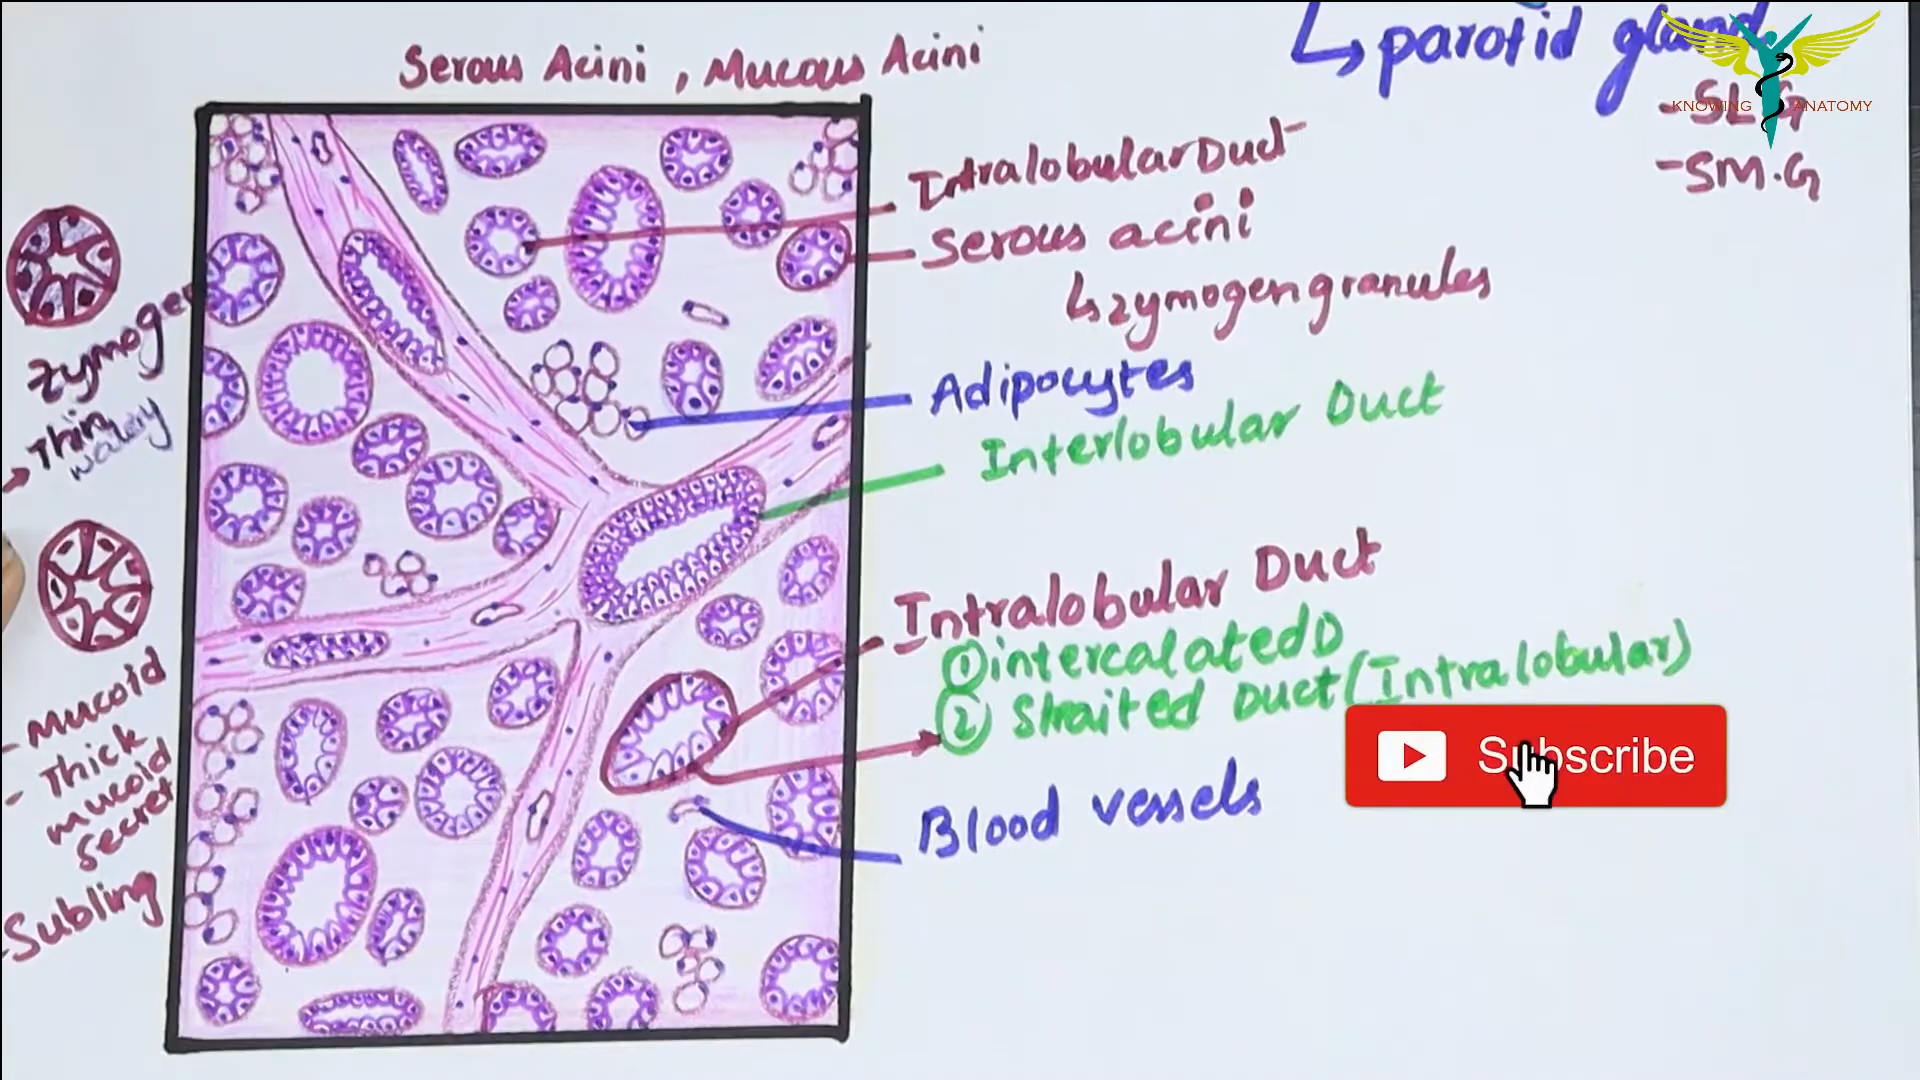 Serous Acini, Mucous Acini
↳ parotid gland
KNOWING ANATOMY
- SLG
- SM.G
Intralobular Duct
Serous acini
↳ zymogen granules
Adipocytes
Interlobular Duct
Intralobular Duct
① intercalated D
② Straited Duct (Intralobular)
Blood vessels
Subscribe
Zymogen
→ Thin
watery
- Mucoid
- Thick
mucoid
secret
- Subling